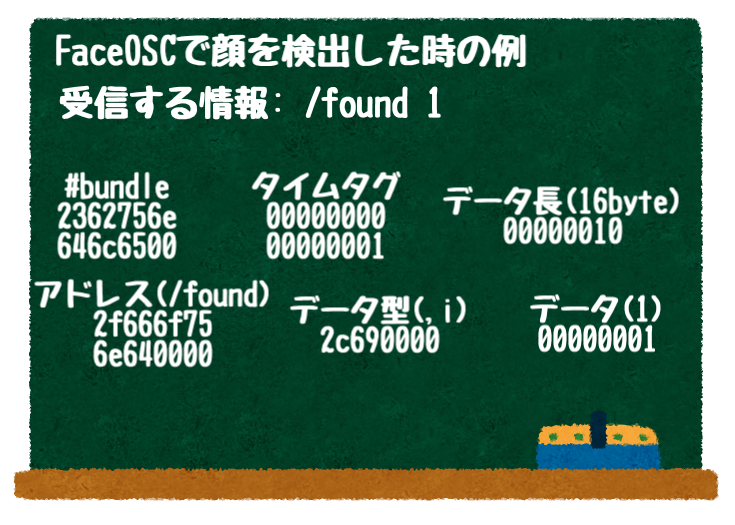 FaceOSCで顔を検出した時の例
受信する情報: /found 1
#bundle
2362756e
646c6500
タイムタグ
00000000
00000001
データ長(16byte)
00000010
アドレス(/found)
2f666f75
6e640000
データ型(,i)
2c690000
データ(1)
00000001